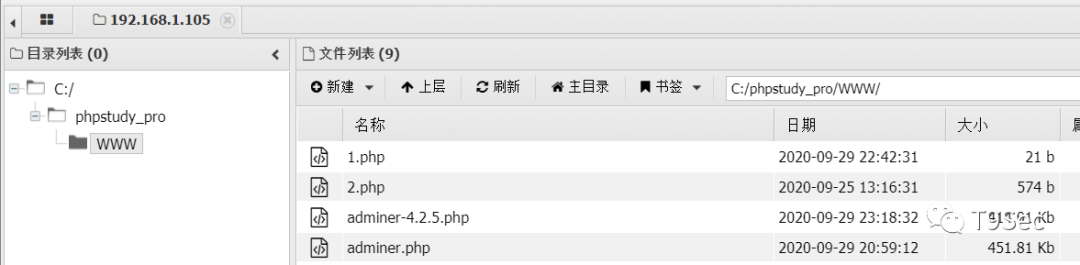 192.168.1.105
目录列表 (0)
文件列表 (9)
C:/
phpstudy_pro
WWW
新建 上层 刷新 主目录 书签 C:/phpstudy_pro/WWW/
名称 日期 大小
1.php 2020-09-29 22:42:31 21 b
2.php 2020-09-25 13:16:31 574 b
adminer-4.2.5.php 2020-09-29 23:18:32 Kb
adminer.php 2020-09-29 20:59:12 451.81 Kb
T9Sec